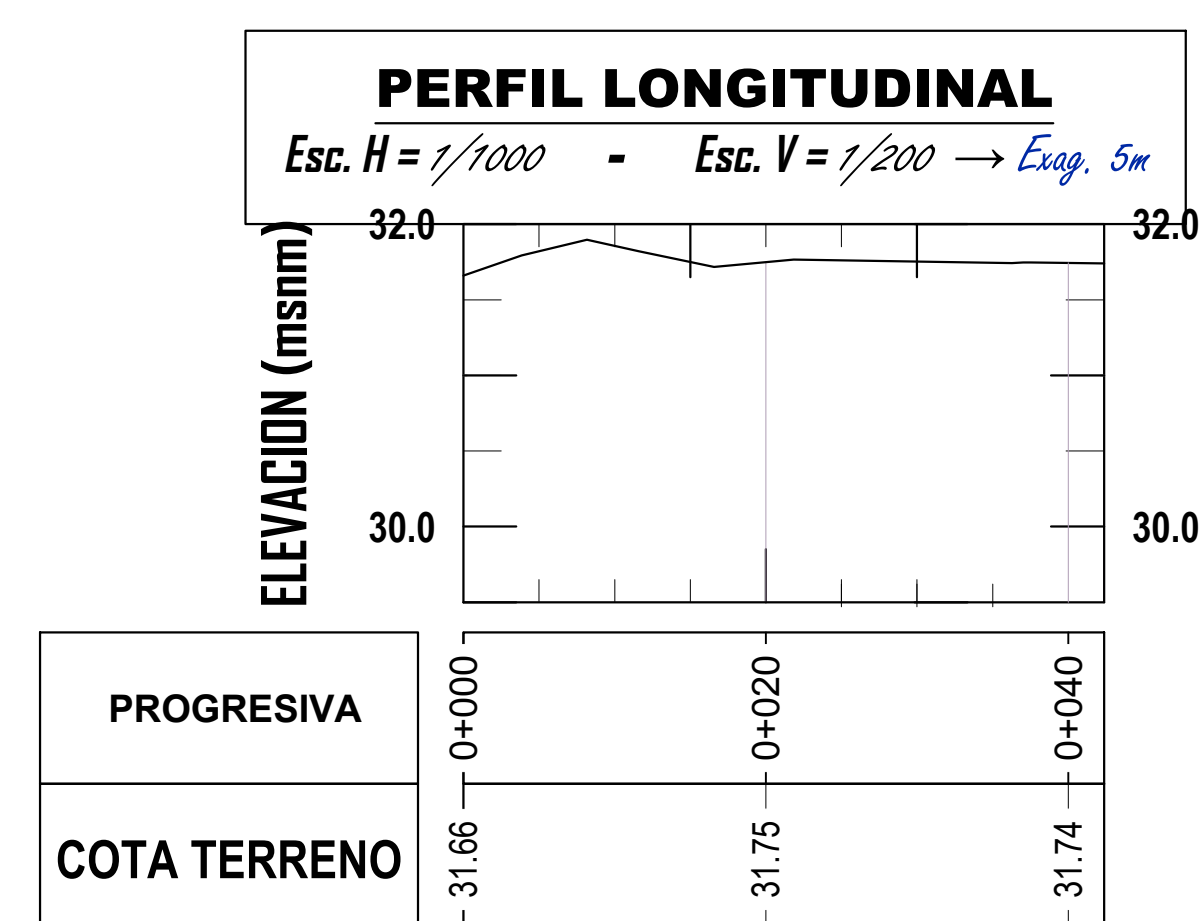 PERFIL LONGITUDINAL
Esc. H = 1/1000 - Esc. V = 1/200 → Exag. 5m
32.0 32.0
ELEVACION (msnm)
30.0 30.0
PROGRESIVA 0+000 0+020 0+040
COTA TERRENO 31.66 31.75 31.74